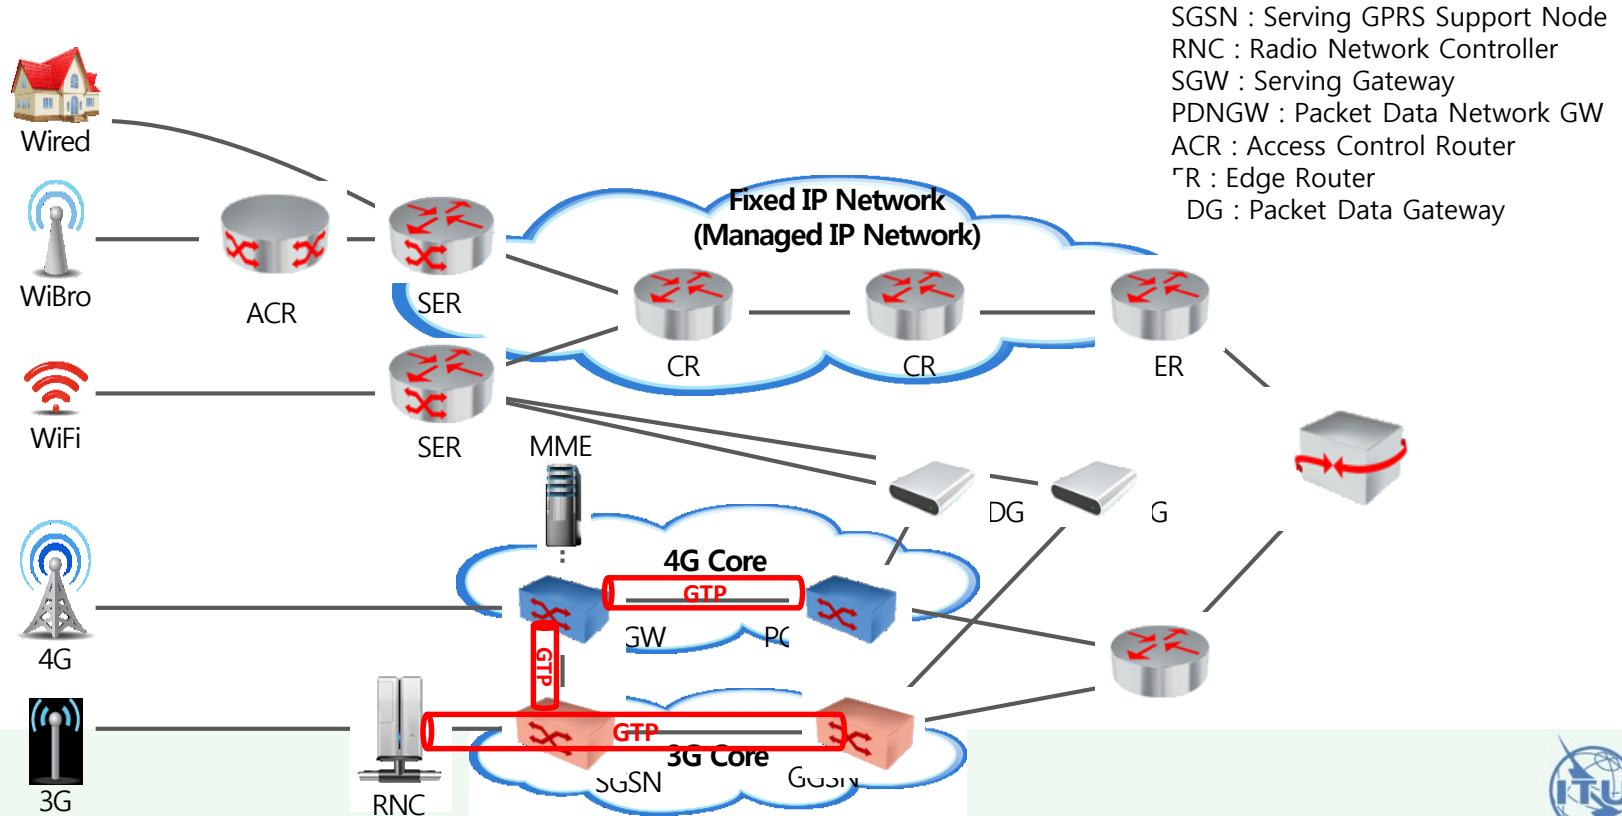 SGSN : Serving GPRS Support Node
RNC : Radio Network Controller
SGW : Serving Gateway
PDNGW : Packet Data Network GW
ACR : Access Control Router
R : Edge Router
DG : Packet Data Gateway
Wired
Fixed IP Network
(Managed IP Network)
WiBro
ACR
SER
CR
CR
ER
WiFi
SER
MME
DG
G
4G Core
GTP
GW
4G
GTP
GTP
3G Core
SGSN
GGSN
3G
RNC
ITU